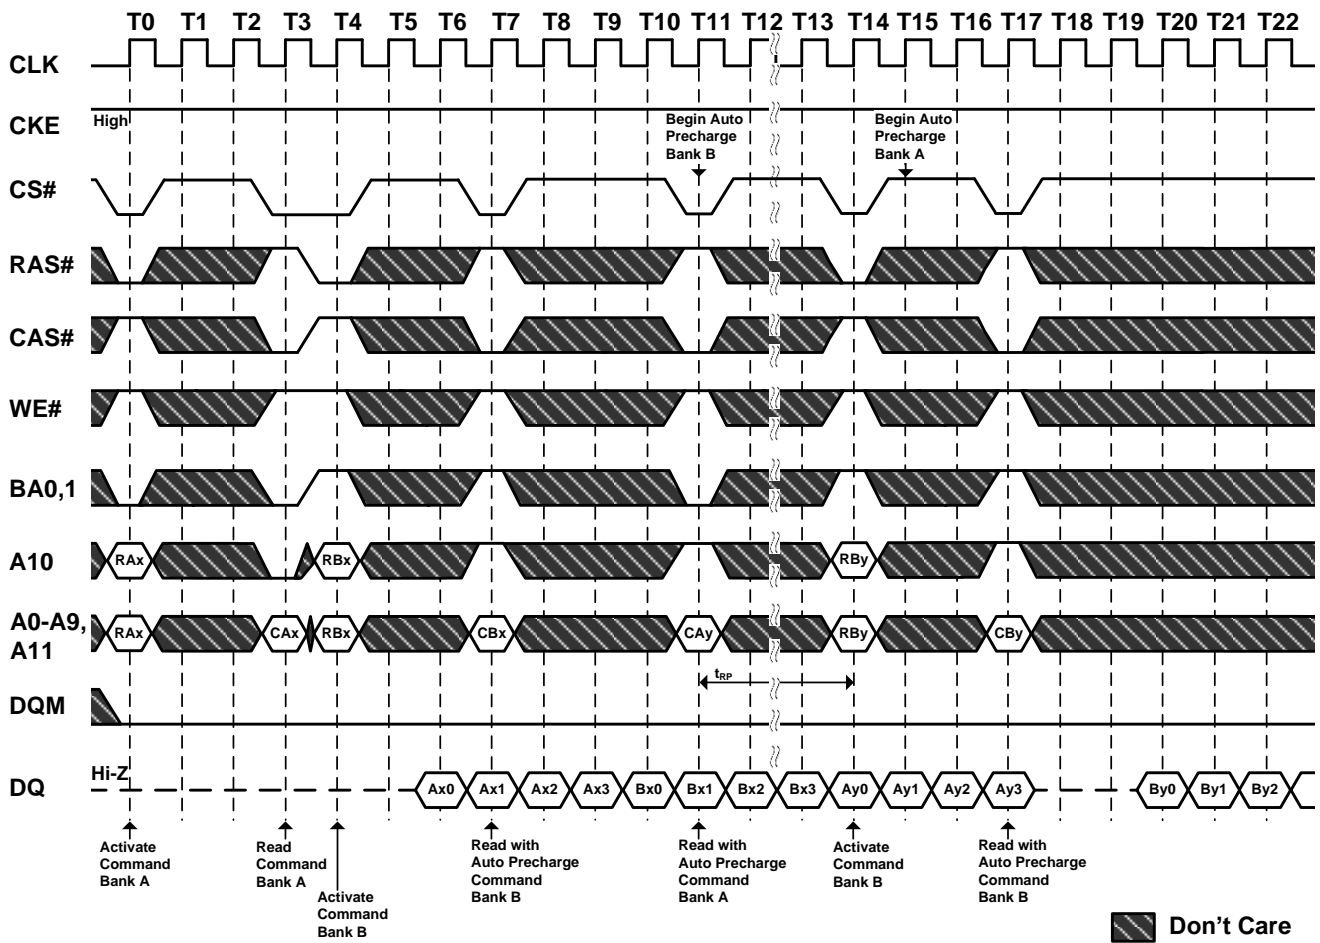 T0 T1 T2 T3 T4 T5 T6 T7 T8 T9 T10 T11 T12 T13 T14 T15 T16 T17 T18 T19 T20 T21 T22
CLK
CKE
High
Begin Auto
Precharge
Bank B
Begin Auto
Precharge
Bank A
CS#
RAS#
CAS#
WE#
BA0,1
A10
RAx RBx RBy
A0-A9,
A11
RAx CAx RBx CBx CAy RBy CBy
tRP
DQM
Hi-Z
DQ
Ax0 Ax1 Ax2 Ax3 Bx0 Bx1 Bx2 Bx3 Ay0 Ay1 Ay2 Ay3 By0 By1 By2
Activate
Command
Bank A
Read
Command
Bank A
Activate
Command
Bank B
Read with
Auto Precharge
Command
Bank B
Read with
Auto Precharge
Command
Bank A
Activate
Command
Bank B
Read with
Auto Precharge
Command
Bank B
Don't Care